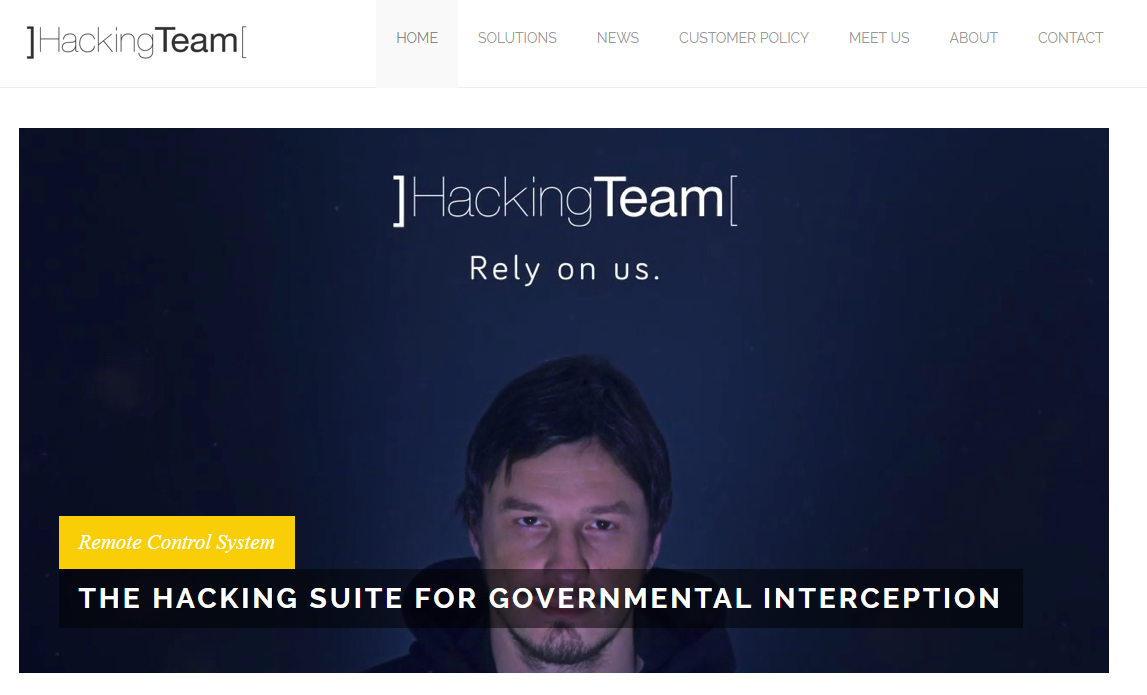 ]HackingTeam[
HOME SOLUTIONS NEWS CUSTOMER POLICY MEET US ABOUT CONTACT
]HackingTeam[
Rely on us.
Remote Control System
THE HACKING SUITE FOR GOVERNMENTAL INTERCEPTION